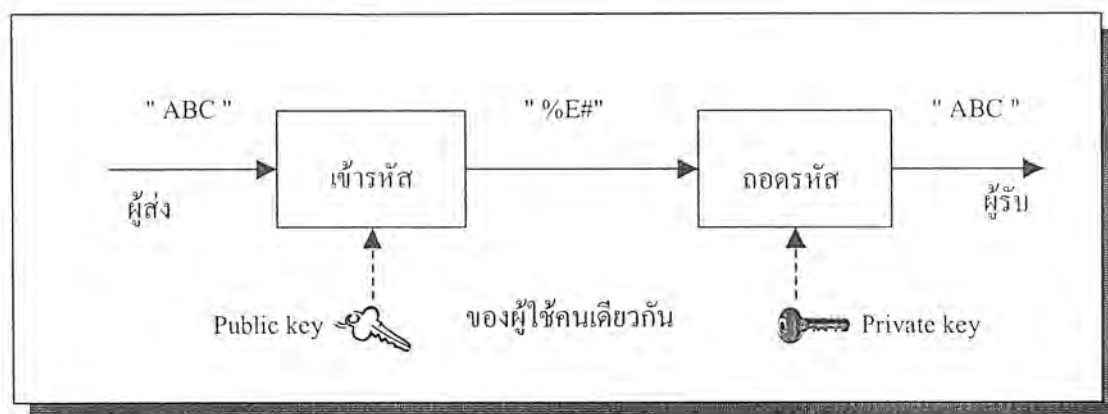 " ABC " " %E#" " ABC "
เข้ารหัส ถอดรหัส
ผู้ส่ง ผู้รับ
Public key ของผู้ใช้คนเดียวกัน Private key